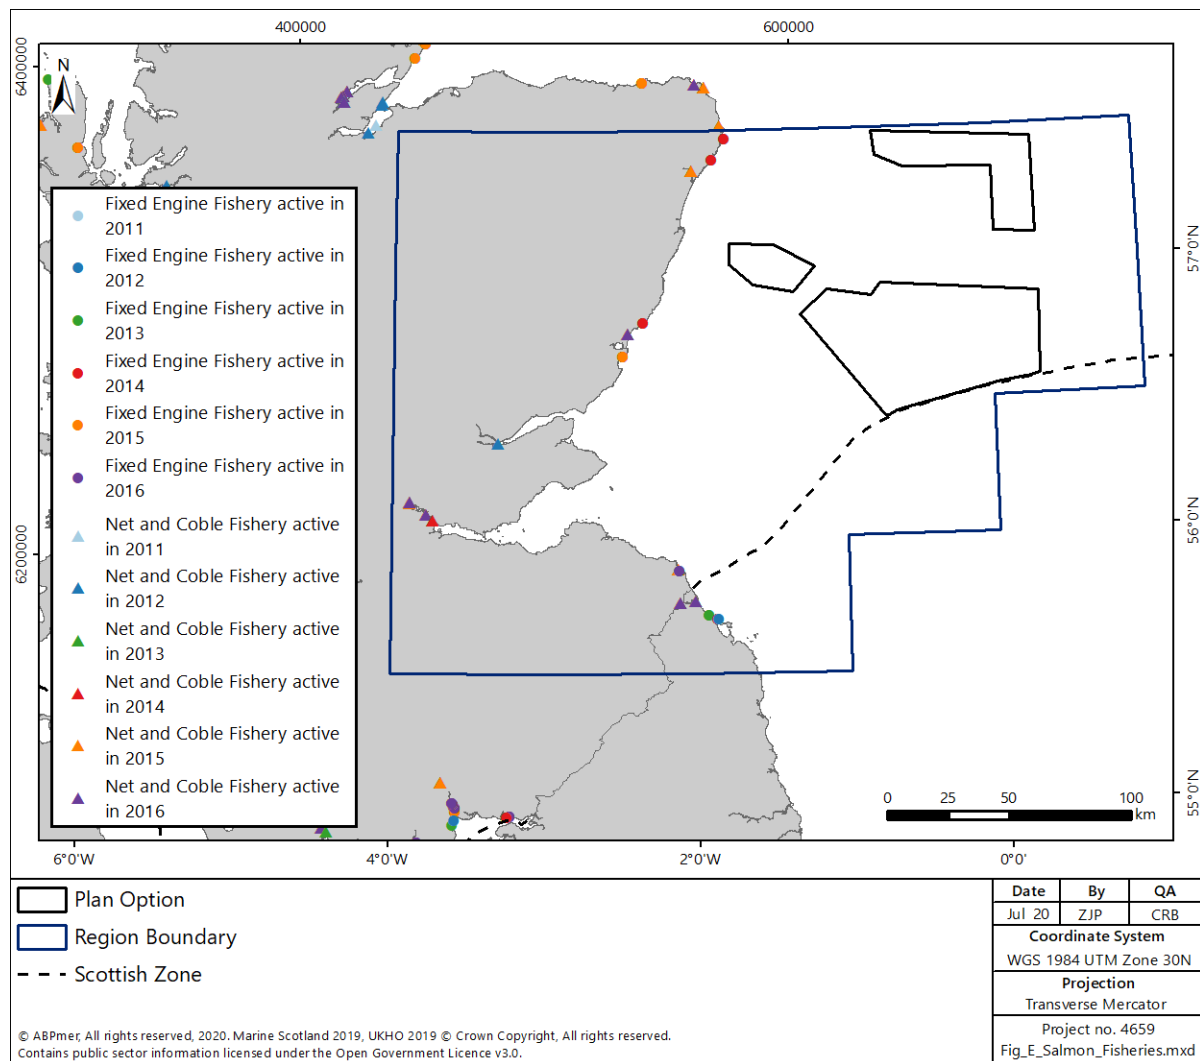 400000
600000
6400000
N
57°0'N
Fixed Engine Fishery active in
2011
Fixed Engine Fishery active in
2012
Fixed Engine Fishery active in
2013
Fixed Engine Fishery active in
2014
Fixed Engine Fishery active in
2015
Fixed Engine Fishery active in
2016
Net and Coble Fishery active
in 2011
Net and Coble Fishery active
in 2012
Net and Coble Fishery active
in 2013
Net and Coble Fishery active
in 2014
Net and Coble Fishery active
in 2015
Net and Coble Fishery active
in 2016
56°0'N
6200000
55°0'N
0 25 50 100
km
6°0'W
4°0'W
2°0'W
0°0'
Plan Option
Region Boundary
Scottish Zone
© ABPmer, All rights reserved, 2020. Marine Scotland 2019, UKHO 2019 © Crown Copyright, All rights reserved.
Contains public sector information licensed under the Open Government Licence v3.0.
Date By QA
Jul 20 ZJP CRB
Coordinate System
WGS 1984 UTM Zone 30N
Projection
Transverse Mercator
Project no. 4659
Fig_E_Salmon_Fisheries.mxd